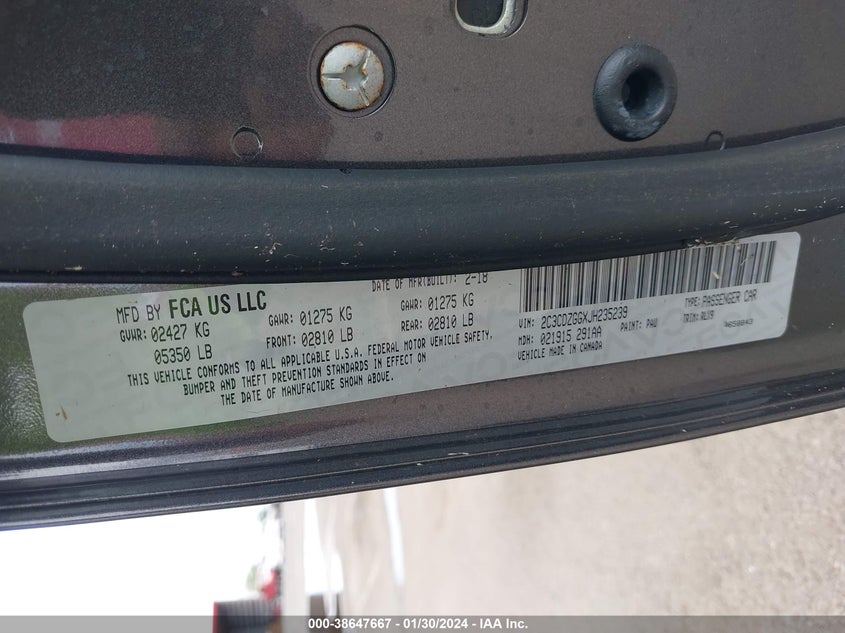 MFD BY FCA US LLC
DATE OF MFR(BUILT): 2-18
GVWR: 02427 KG
05350 LB
GAWR: 01275 KG
FRONT: 02810 LB
GAWR: 01275 KG
REAR: 02810 LB
THIS VEHICLE CONFORMS TO ALL APPLICABLE U.S.A. FEDERAL MOTOR VEHICLE SAFETY,
BUMPER AND THEFT PREVENTION STANDARDS IN EFFECT ON
THE DATE OF MANUFACTURE SHOWN ABOVE.
VIN: 2C3CDZGGXJH235239
TYPE: PASSENGER CAR
MDH: 021915 291AA
PAINT: PAU
TRIM: RLX9
VEHICLE MADE IN CANADA
000-38647667 / 01/30/2024 - IAA Inc.